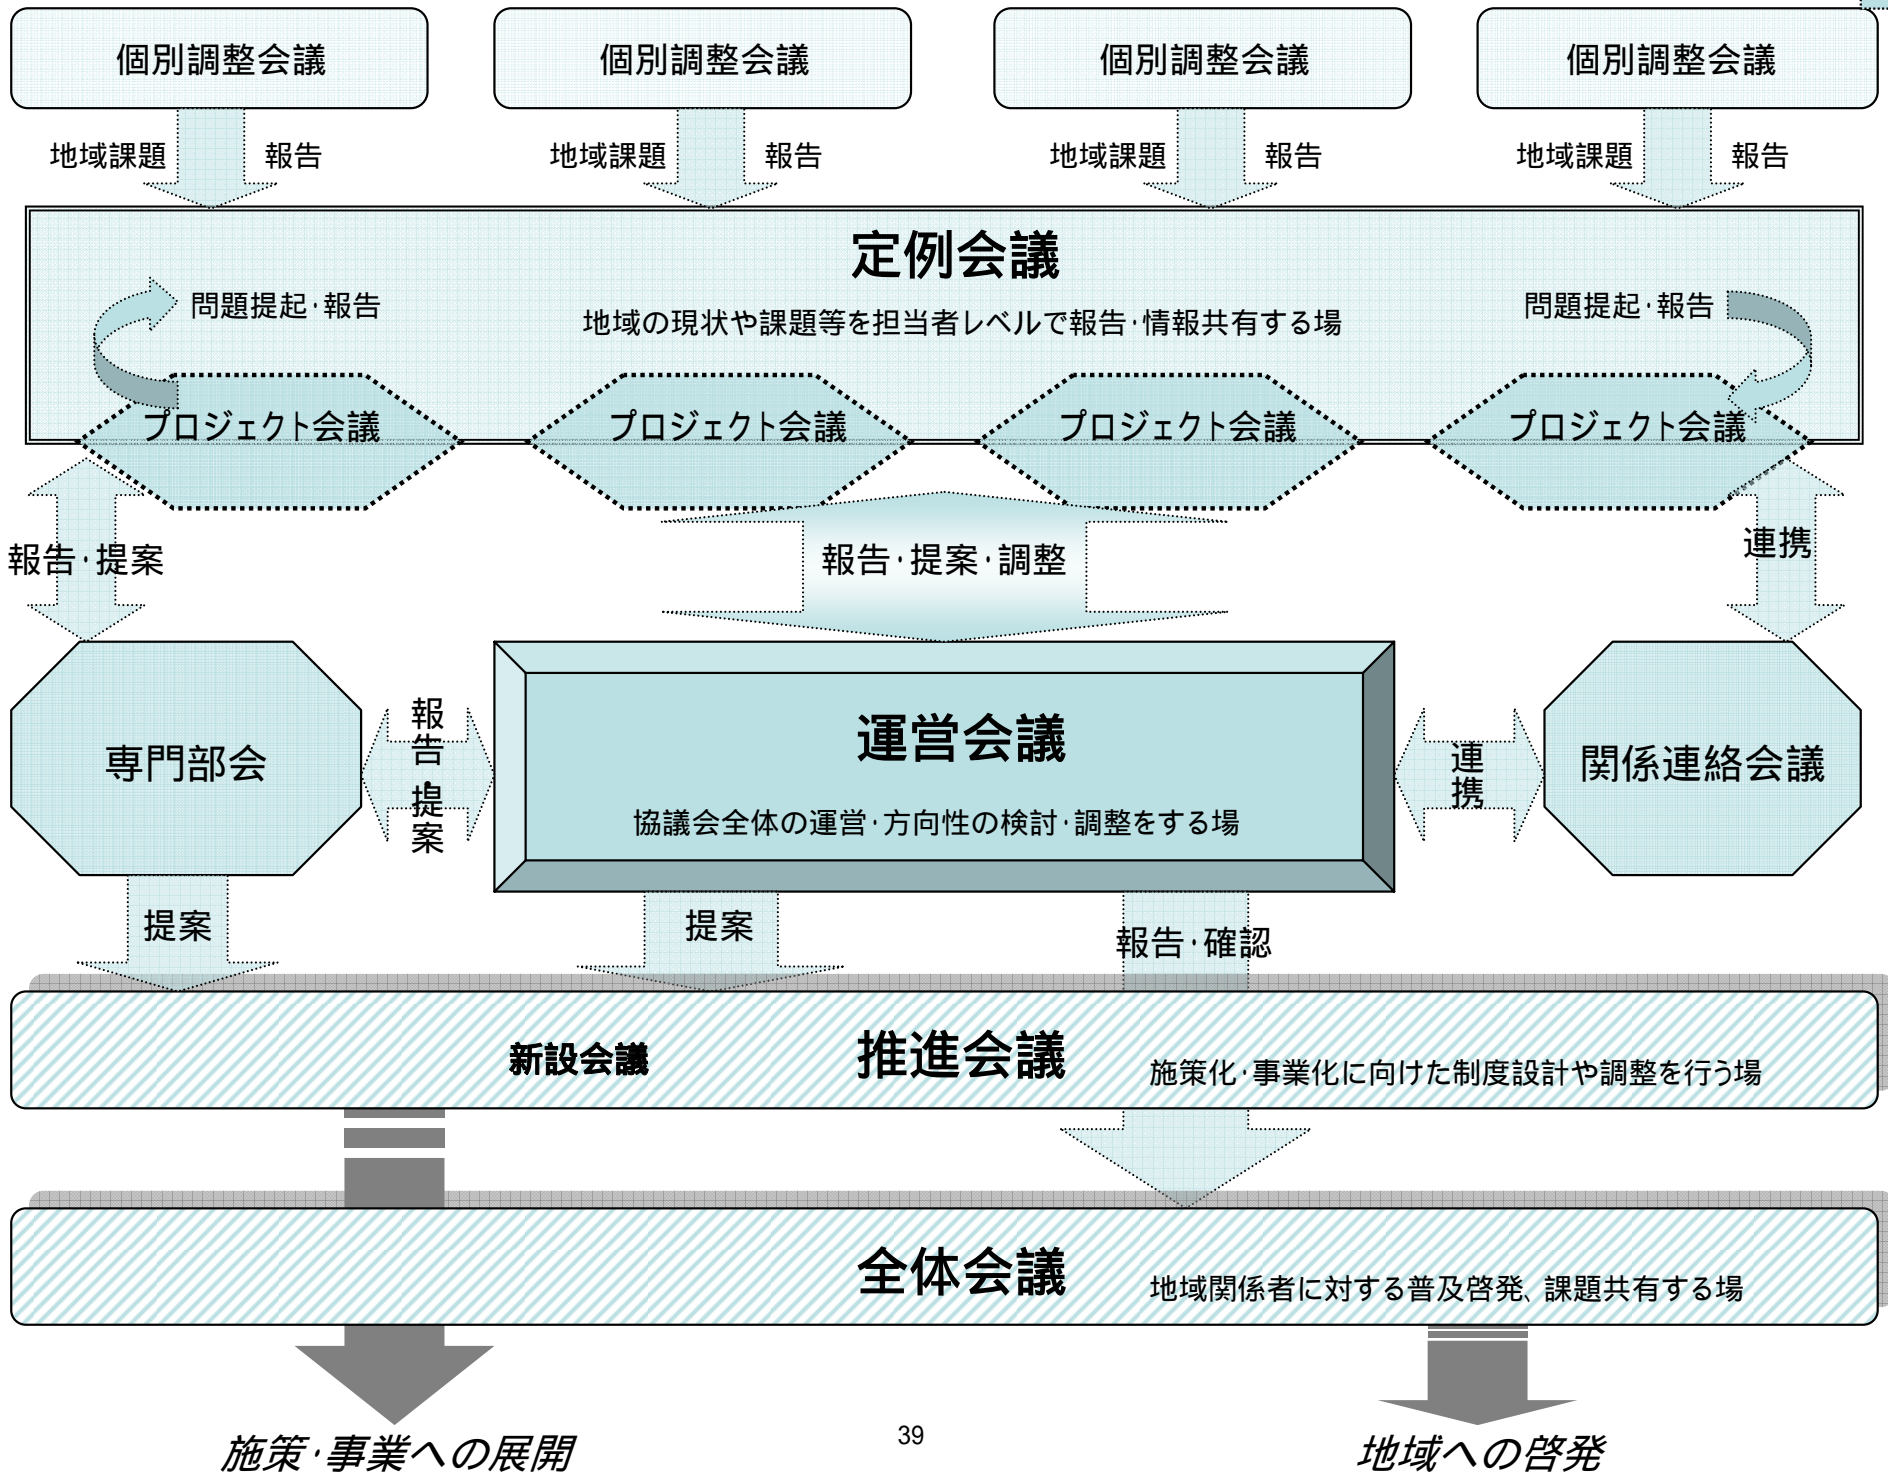 個別調整会議
個別調整会議
個別調整会議
個別調整会議
地域課題
報告
地域課題
報告
地域課題
報告
地域課題
報告
定例会議
問題提起・報告
地域の現状や課題等を担当者レベルで報告・情報共有する場
問題提起・報告
プロジェクト会議
プロジェクト会議
プロジェクト会議
プロジェクト会議
報告・提案
報告・提案・調整
連携
専門部会
報告・提案
運営会議
協議会全体の運営・方向性の検討・調整をする場
連携
関係連絡会議
提案
提案
報告・確認
新設会議
推進会議
施策化・事業化に向けた制度設計や調整を行う場
全体会議
地域関係者に対する普及啓発、課題共有する場
施策・事業への展開
39
地域への啓発